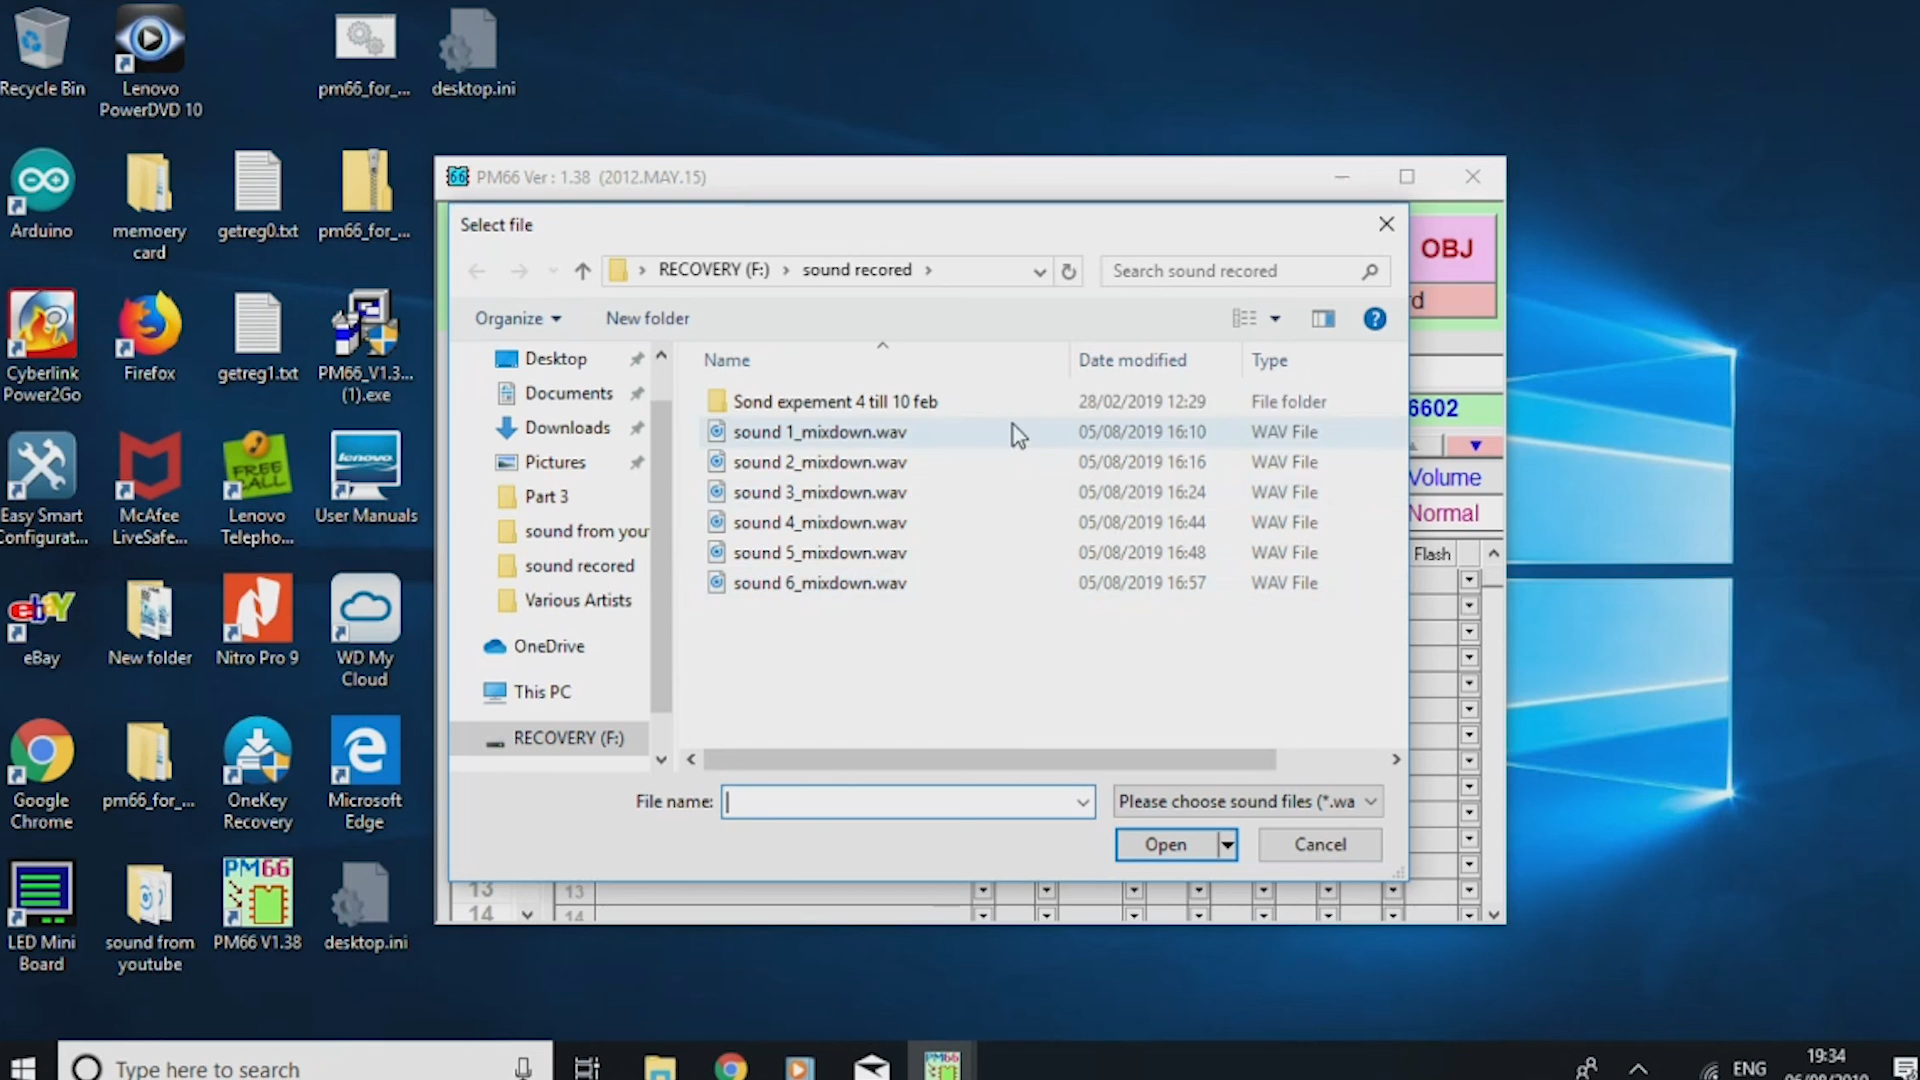 Recycle Bin
Lenovo
PowerDVD 10
pm66_for_...
desktop.ini
Arduino
memoery
card
getreg0.txt
pm66_for_...
Cyberlink
Power2Go
Firefox
getreg1.txt
PM66_V1.3...
(1).exe
Easy Smart
Configurat...
McAfee
LiveSafe...
Lenovo
Telepho...
User Manuals
eBay
New folder
Nitro Pro 9
WD My
Cloud
Google
Chrome
pm66_for_...
OneKey
Recovery
Microsoft
Edge
LED Mini
Board
sound from
youtube
PM66 V1.38
desktop.ini
PM66 Ver : 1.38 (2012.MAY.15)
Select file
RECOVERY (F:) › sound recored ›
Search sound recored
Organize
New folder
Desktop
Documents
Downloads
Pictures
Part 3
sound from you
sound recored
Various Artists
OneDrive
This PC
RECOVERY (F:)
Name Date modified Type
Sond expement 4 till 10 feb 28/02/2019 12:29 File folder
sound 1_mixdown.wav 05/08/2019 16:10 WAV File
sound 2_mixdown.wav 05/08/2019 16:16 WAV File
sound 3_mixdown.wav 05/08/2019 16:24 WAV File
sound 4_mixdown.wav 05/08/2019 16:44 WAV File
sound 5_mixdown.wav 05/08/2019 16:48 WAV File
sound 6_mixdown.wav 05/08/2019 16:57 WAV File
File name:
Please choose sound files (*.wa
Open
Cancel
OBJ
d
6602
Volume
Normal
Flash
13 13
14 14
Type here to search
ENG
19:34
06/08/2019